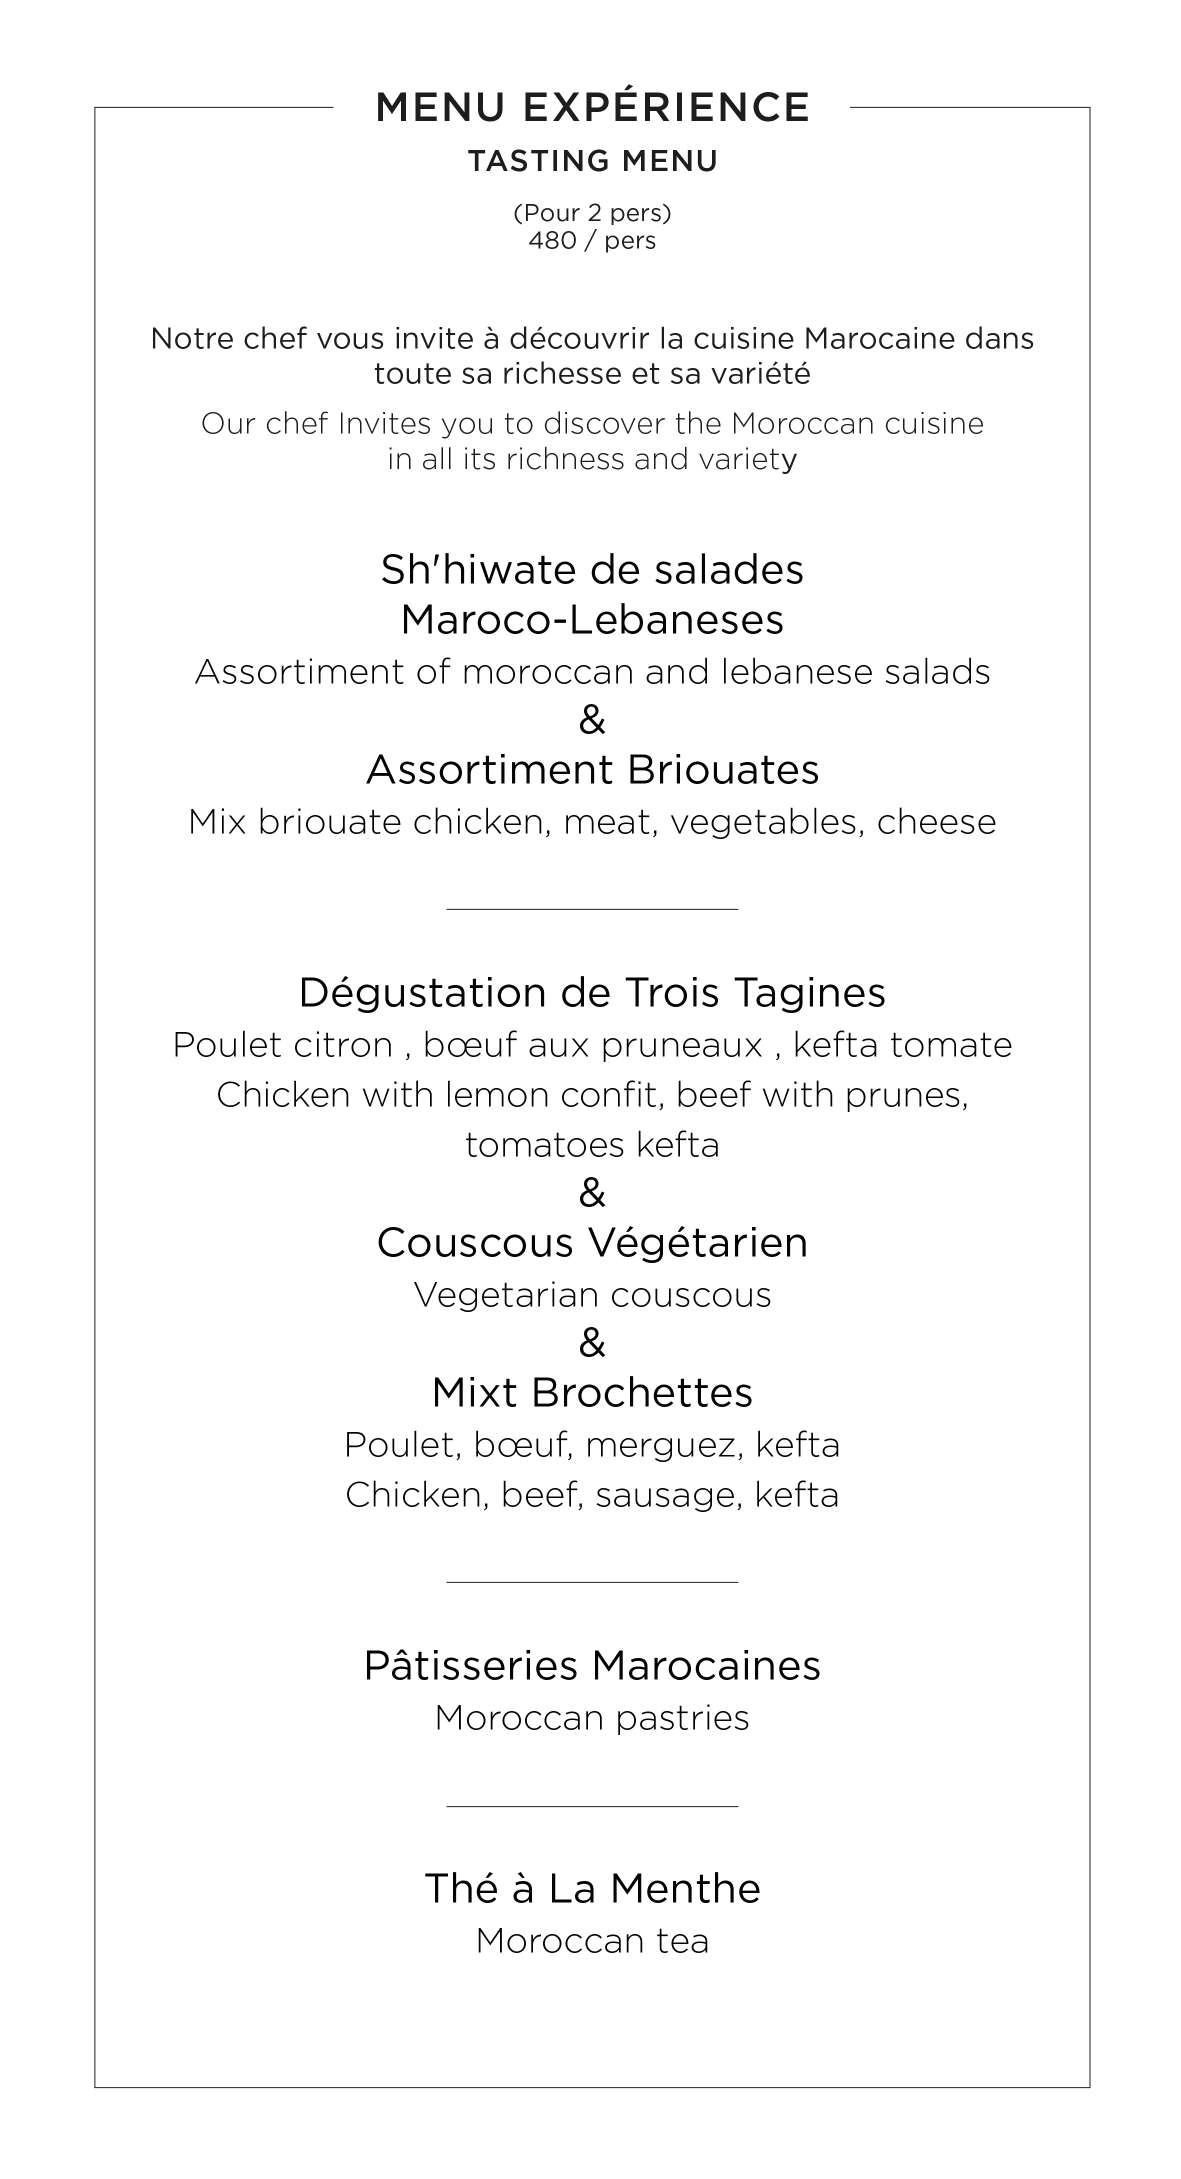 MENU EXPÉRIENCE
TASTING MENU
(Pour 2 pers)
480 / pers
Notre chef vous invite à découvrir la cuisine Marocaine dans
toute sa richesse et sa variété
Our chef Invites you to discover the Moroccan cuisine
in all its richness and variety
Sh'hiwate de salades
Maroco-Lebaneses
Assortiment of moroccan and lebanese salads
&
Assortiment Briouates
Mix briouate chicken, meat, vegetables, cheese
Dégustation de Trois Tagines
Poulet citron , bœuf aux pruneaux , kefta tomate
Chicken with lemon confit, beef with prunes,
tomatoes kefta
&
Couscous Végétarien
Vegetarian couscous
&
Mixt Brochettes
Poulet, bœuf, merguez, kefta
Chicken, beef, sausage, kefta
Pâtisseries Marocaines
Moroccan pastries
Thé à La Menthe
Moroccan tea